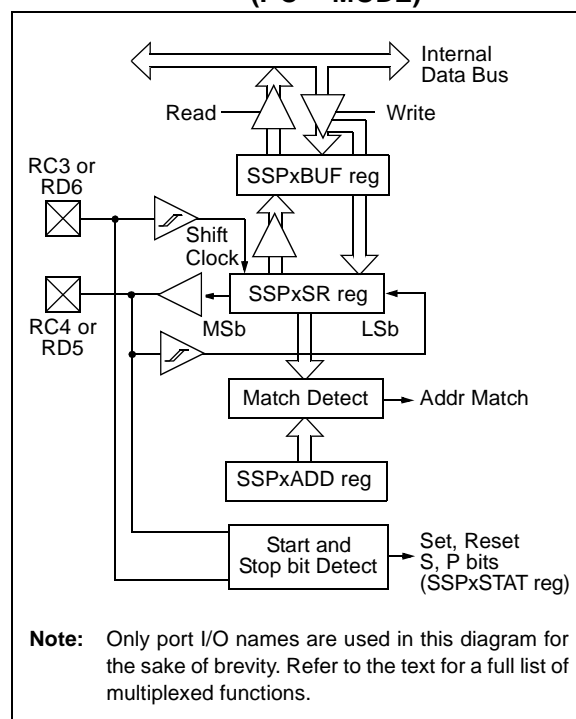 (I²C™ MODE)
Internal
Data Bus
Read
Write
RC3 or
RD6
SSPxBUF reg
Shift
Clock
SSPxSR reg
RC4 or
RD5
MSb
LSb
Match Detect
Addr Match
SSPxADD reg
Start and
Stop bit Detect
Set, Reset
S, P bits
(SSPxSTAT reg)
Note: Only port I/O names are used in this diagram for
the sake of brevity. Refer to the text for a full list of
multiplexed functions.